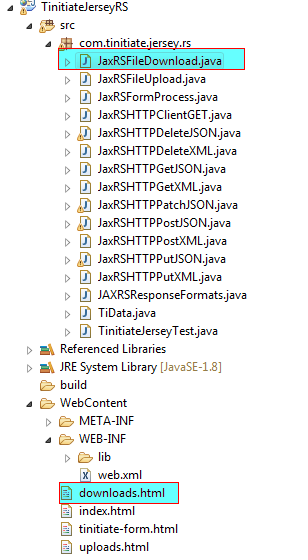 TinitiateJerseyRS
src
com.tinitiate.jersey.rs
JaxRSFileDownload.java
JaxRSFileUpload.java
JaxRSFormProcess.java
JaxRSHTTPClientGET.java
JaxRSHTTPDeleteJSON.java
JaxRSHTTPDeleteXML.java
JaxRSHTTPGetJSON.java
JaxRSHTTPGetXML.java
JaxRSHTTPPatchJSON.java
JaxRSHTTPPostJSON.java
JaxRSHTTPPostXML.java
JaxRSHTTPPutJSON.java
JaxRSHTTPPutXML.java
JAXRSResponseFormats.java
TiData.java
TinitiateJerseyTest.java
Referenced Libraries
JRE System Library [JavaSE-1.8]
build
WebContent
META-INF
WEB-INF
lib
web.xml
downloads.html
index.html
tinitiate-form.html
uploads.html